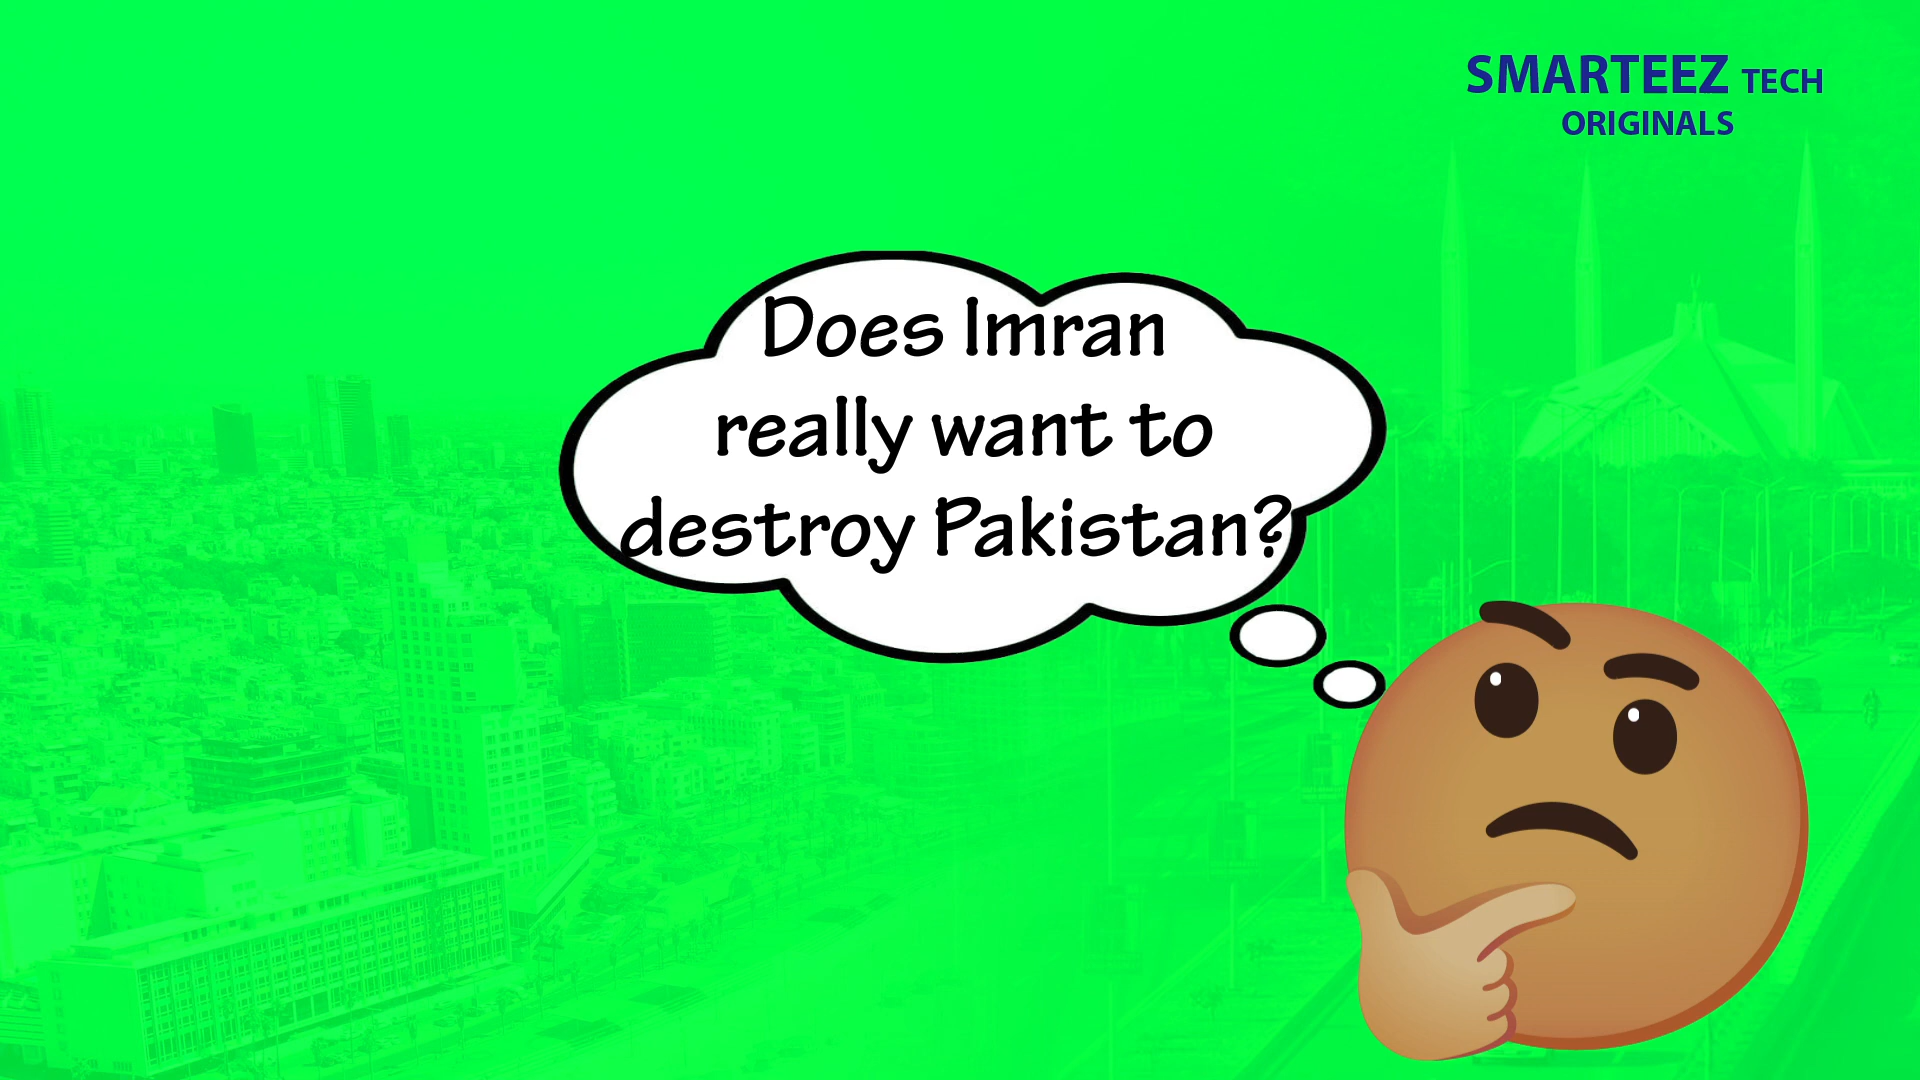 SMARTEEZ TECH
ORIGINALS
Does Imran
really want to
destroy Pakistan?